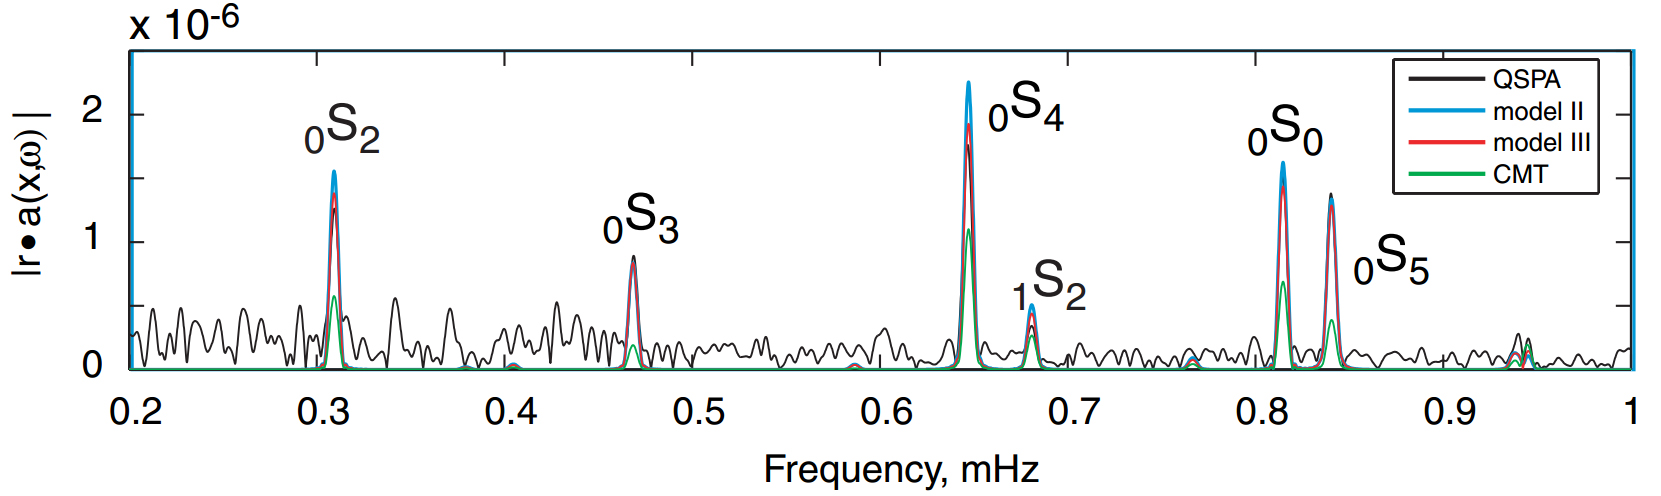 x 10-6
|r•a(x,ω)|
2
1
0
0S2
0S3
0S4
1S2
0S0
0S5
QSPA
model II
model III
CMT
0.2 0.3 0.4 0.5 0.6 0.7 0.8 0.9 1
Frequency, mHz